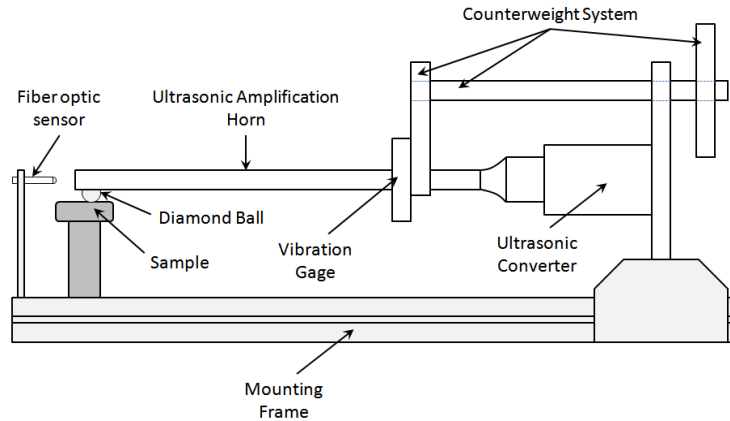 Counterweight System
Fiber optic
sensor
Ultrasonic Amplification
Horn
Diamond Ball
Sample
Vibration
Gage
Ultrasonic
Converter
Mounting
Frame